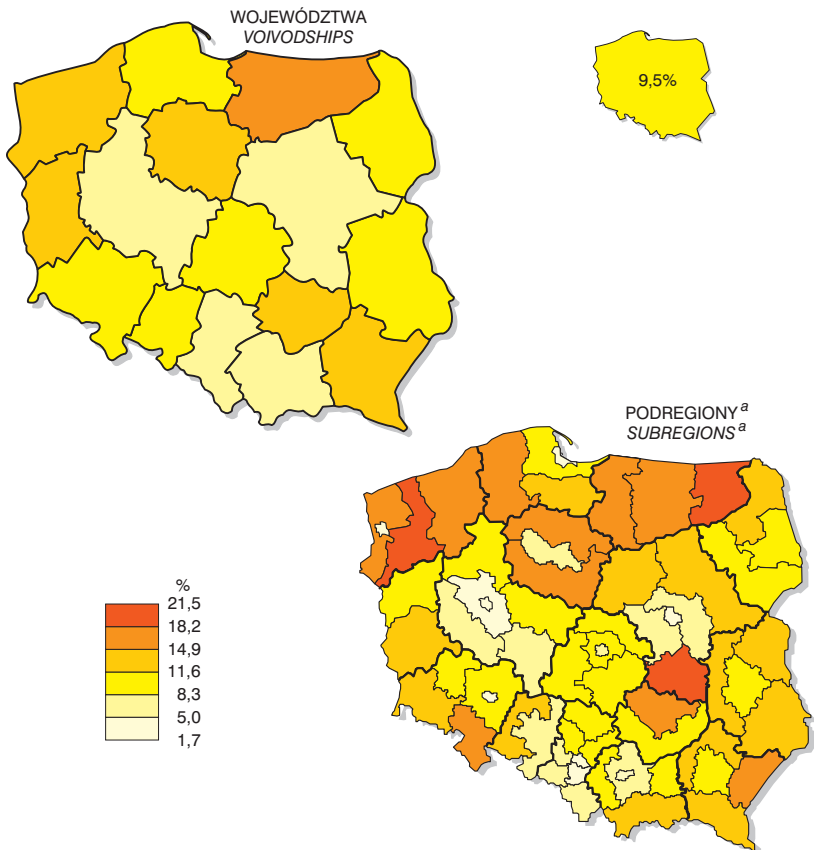 WOJEWÓDZTWA
VOIVODSHIPS
9,5%
PODREGIONY a
SUBREGIONS a
%
21,5
18,2
14,9
11,6
8,3
5,0
1,7